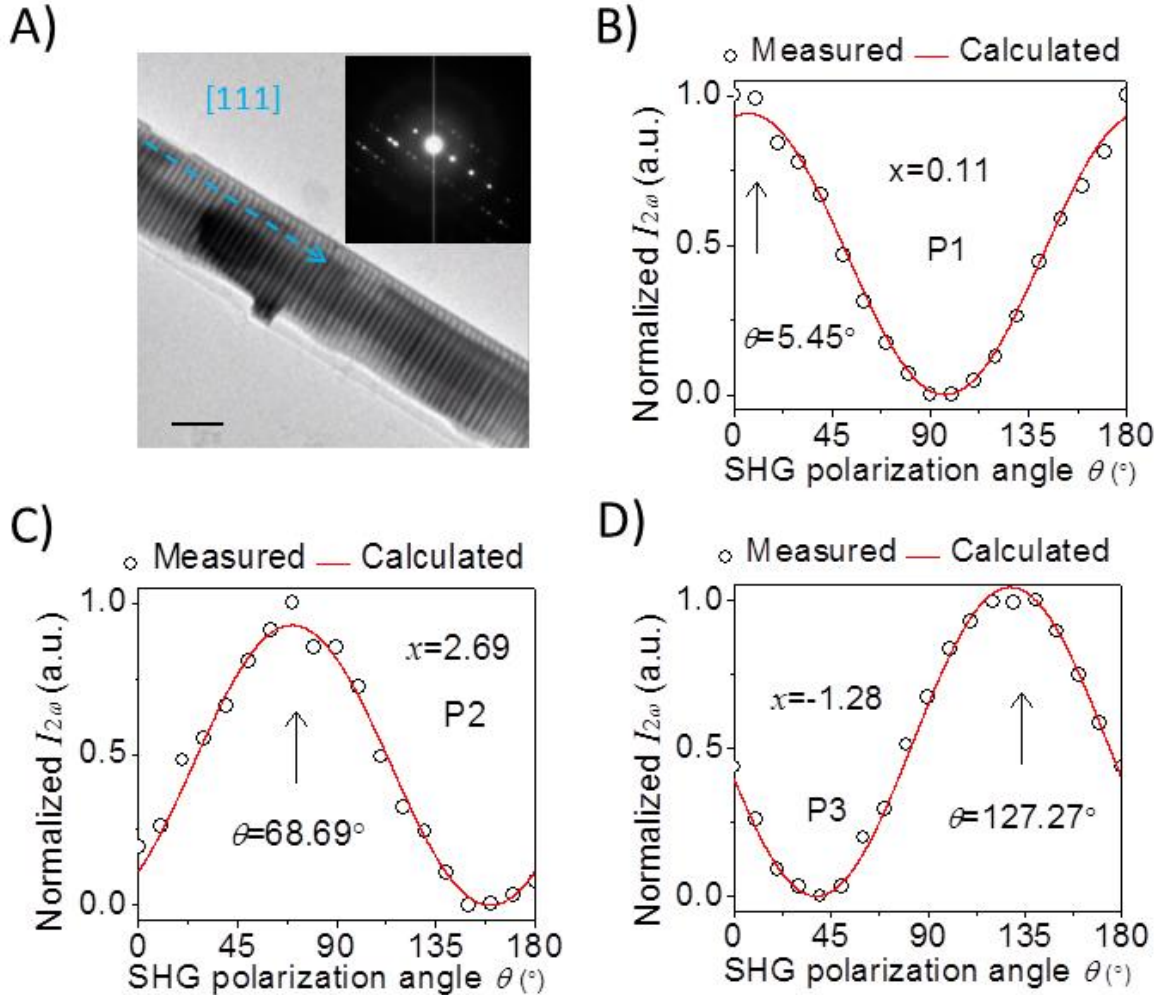 A)
[111]
B)
○ Measured — Calculated
Normalized I2ω (a.u.)
1.0
0.5
0.0
x=0.11
P1
θ=5.45°
0 45 90 135 180
SHG polarization angle θ (°)
C)
○ Measured — Calculated
Normalized I2ω (a.u.)
1.0
0.5
0.0
x=2.69
P2
θ=68.69°
0 45 90 135 180
SHG polarization angle θ (°)
D)
○ Measured — Calculated
Normalized I2ω (a.u.)
1.0
0.5
0.0
x=-1.28
P3
θ=127.27°
0 45 90 135 180
SHG polarization angle θ (°)